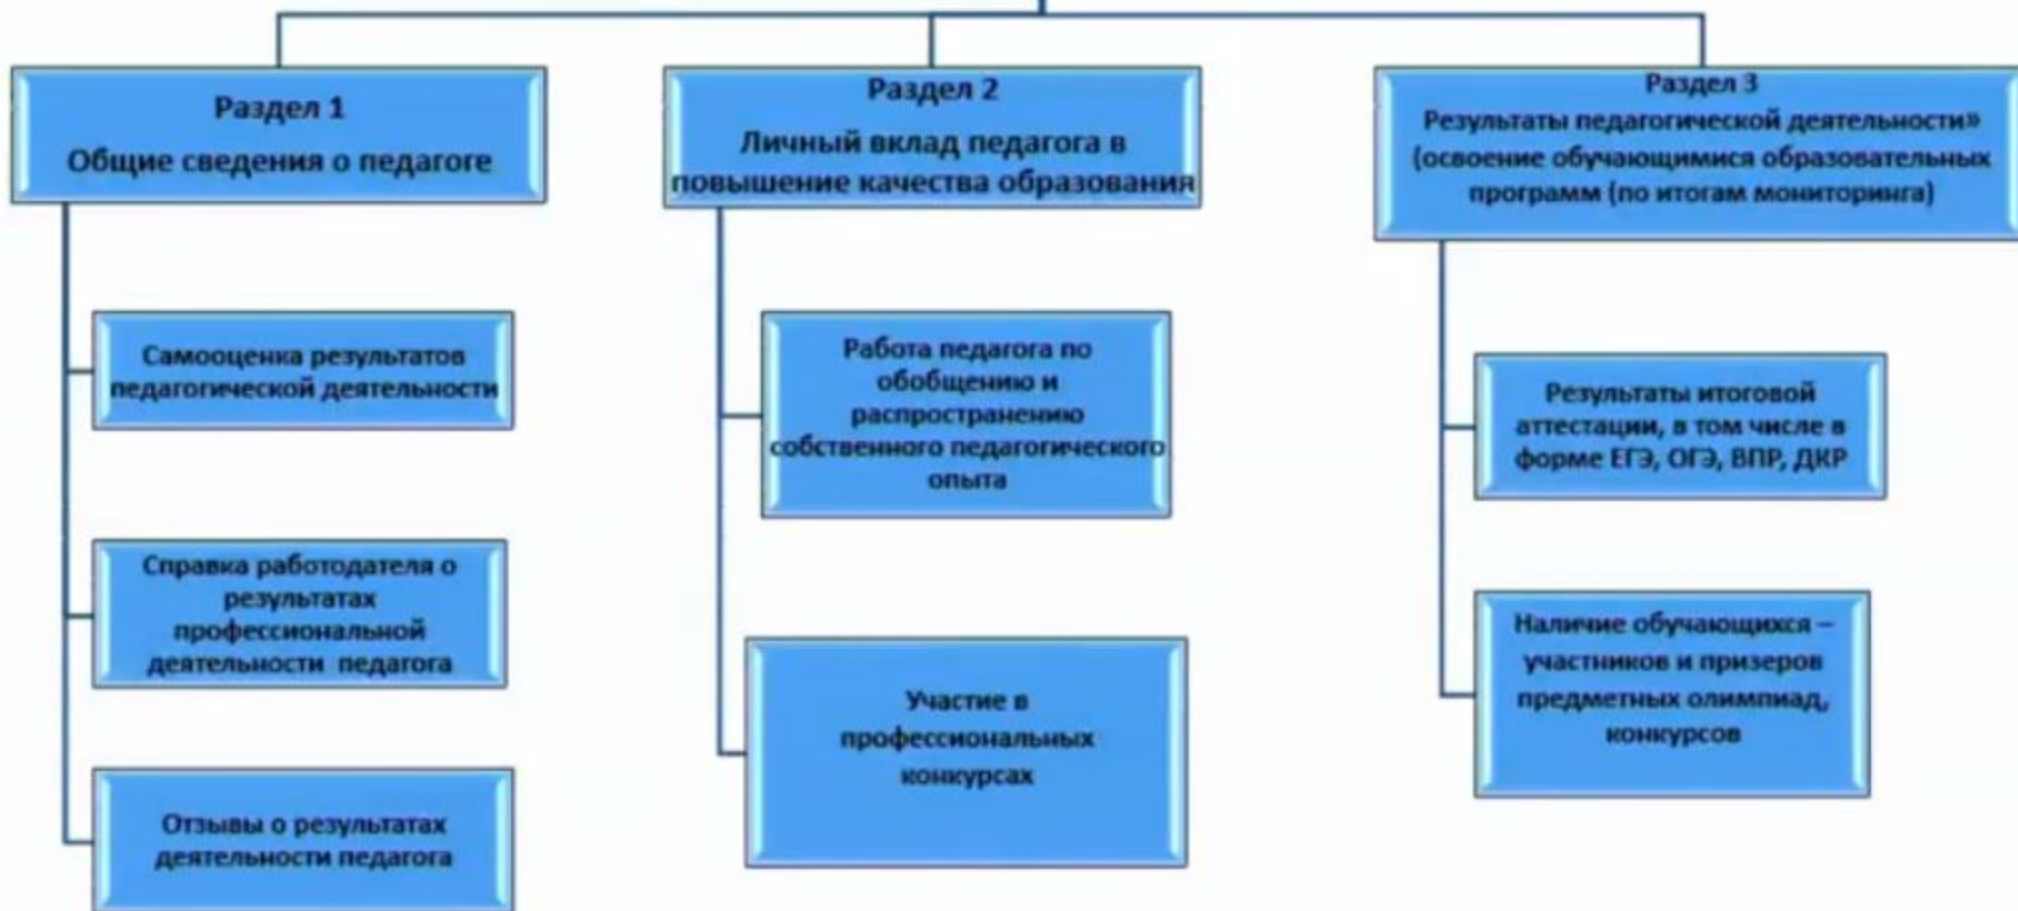 Раздел 1
Общие сведения о педагоге
Самооценка результатов
педагогической деятельности
Справка работодателя о
результатах
профессиональной
деятельности педагога
Отзывы о результатах
деятельности педагога
Раздел 2
Личный вклад педагога в
повышение качества образования
Работа педагога по
обобщению и
распространению
собственного педагогического
опыта
Участие в
профессиональных
конкурсах
Раздел 3
Результаты педагогической деятельности»
(освоение обучающимися образовательных
программ (по итогам мониторинга)
Результаты итоговой
аттестации, в том числе в
форме ЕГЭ, ОГЭ, ВПР, ДКР
Наличие обучающихся –
участников и призеров
предметных олимпиад,
конкурсов